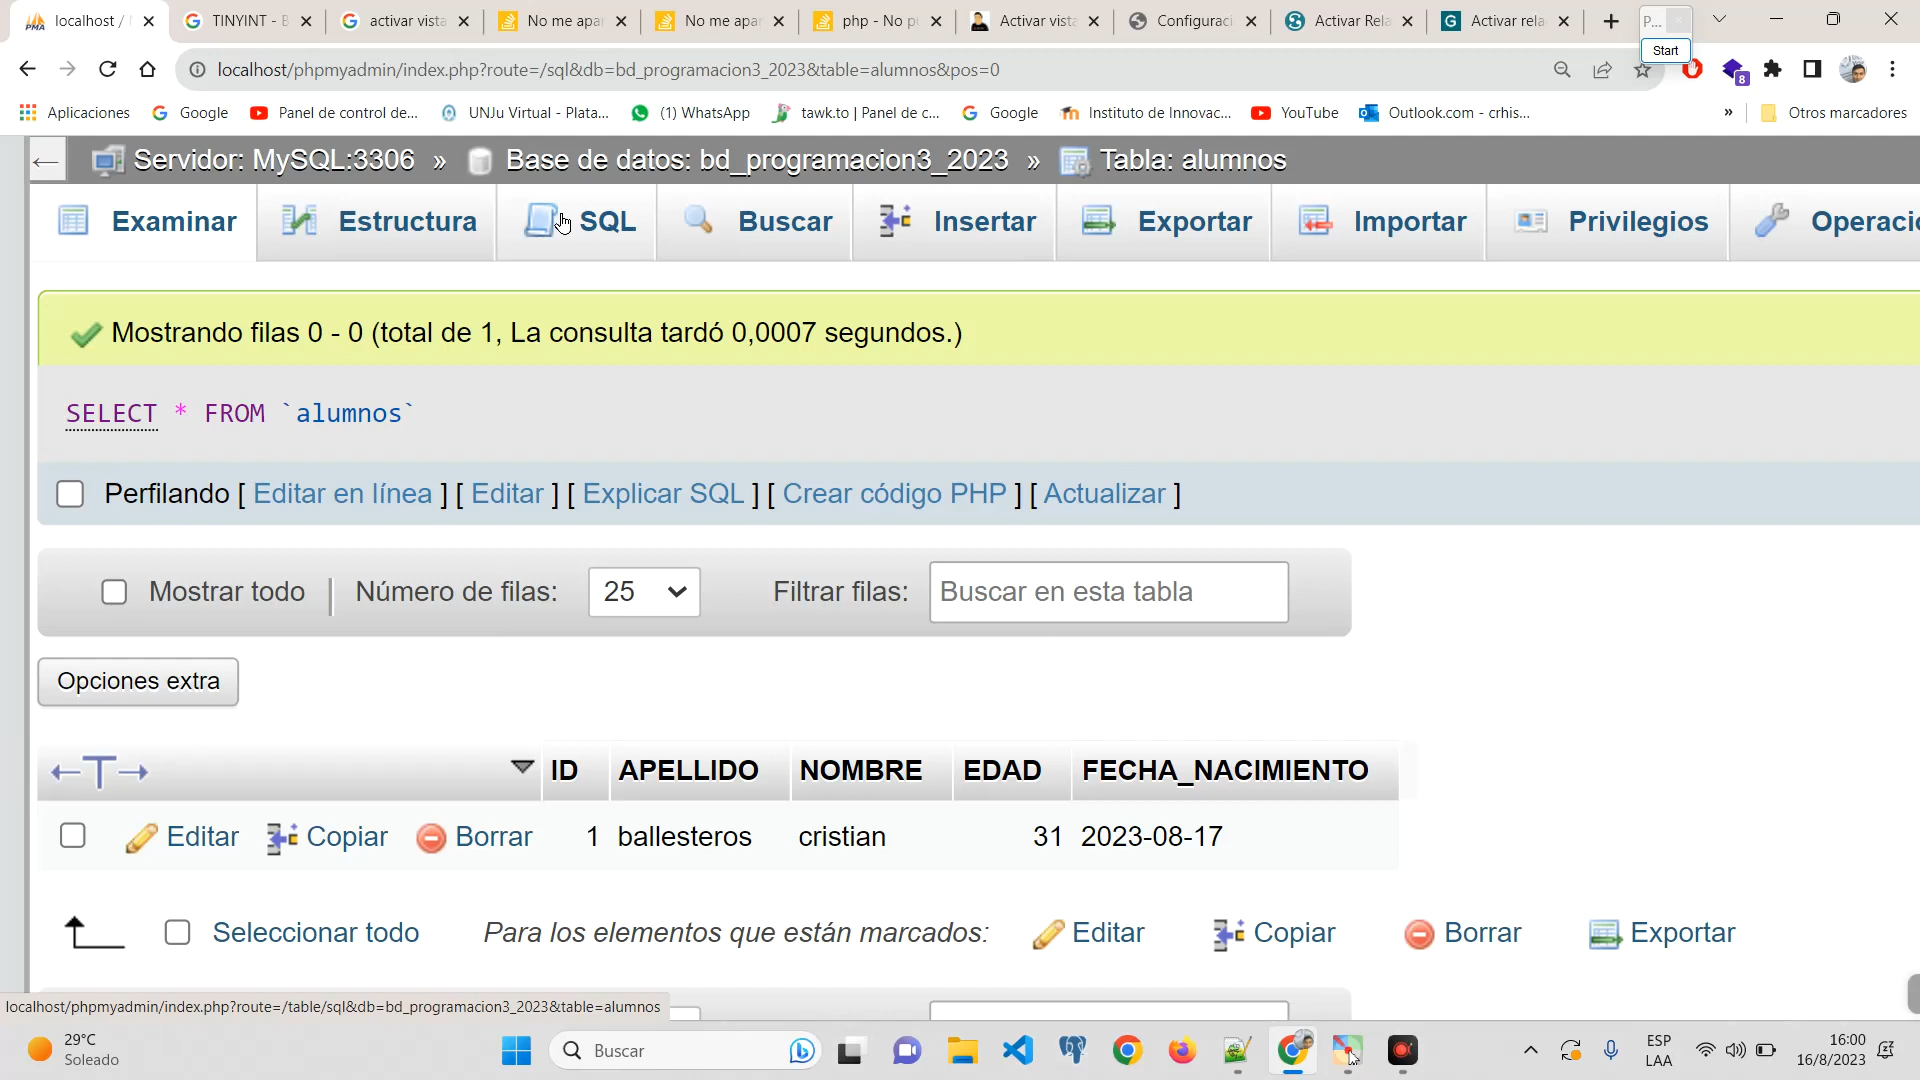 localhost /
TINYINT - B
activar vista
No me apar
No me apar
php - No pu
Activar vista
Configuraci
Activar Rela
Activar rela
P...
Start
localhost/phpmyadmin/index.php?route=/sql&db=bd_programacion3_2023&table=alumnos&pos=0
8
Aplicaciones
Google
Panel de control de...
UNJu Virtual - Plata...
(1) WhatsApp
tawk.to | Panel de c...
Google
Instituto de Innovac...
YouTube
Outlook.com - crhis...
»
Otros marcadores
Servidor: MySQL:3306 » Base de datos: bd_programacion3_2023 » Tabla: alumnos
Examinar
Estructura
SQL
Buscar
Insertar
Exportar
Importar
Privilegios
Operacio
Mostrando filas 0 - 0 (total de 1, La consulta tardó 0,0007 segundos.)
SELECT * FROM `alumnos`
Perfilando [ Editar en línea ] [ Editar ] [ Explicar SQL ] [ Crear código PHP ] [ Actualizar ]
Mostrar todo | Número de filas: 25 Filtrar filas: Buscar en esta tabla
Opciones extra
ID APELLIDO NOMBRE EDAD FECHA_NACIMIENTO
Editar Copiar Borrar 1 ballesteros cristian 31 2023-08-17
Seleccionar todo Para los elementos que están marcados: Editar Copiar Borrar Exportar
localhost/phpmyadmin/index.php?route=/table/sql&db=bd_programacion3_2023&table=alumnos
29°C
Soleado
Buscar
ESP
LAA
16:00
16/8/2023